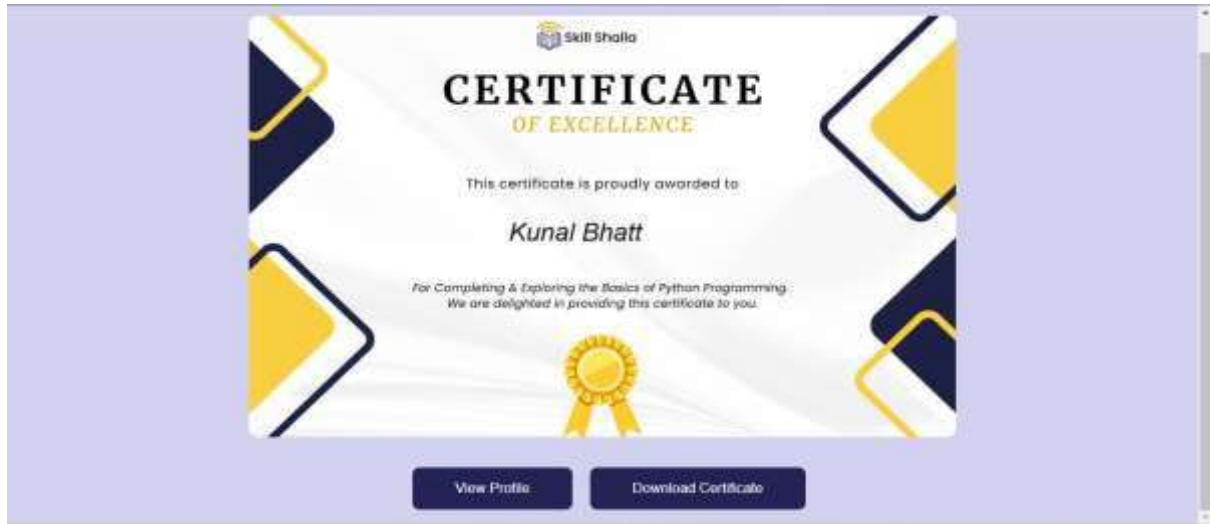 Skill Shalla
CERTIFICATE
OF EXCELLENCE
This certificate is proudly awarded to
Kunal Bhatt
For Completing & Exploring the Basics of Python Programming.
We are delighted in providing this certificate to you.
View Profile
Download Certificate